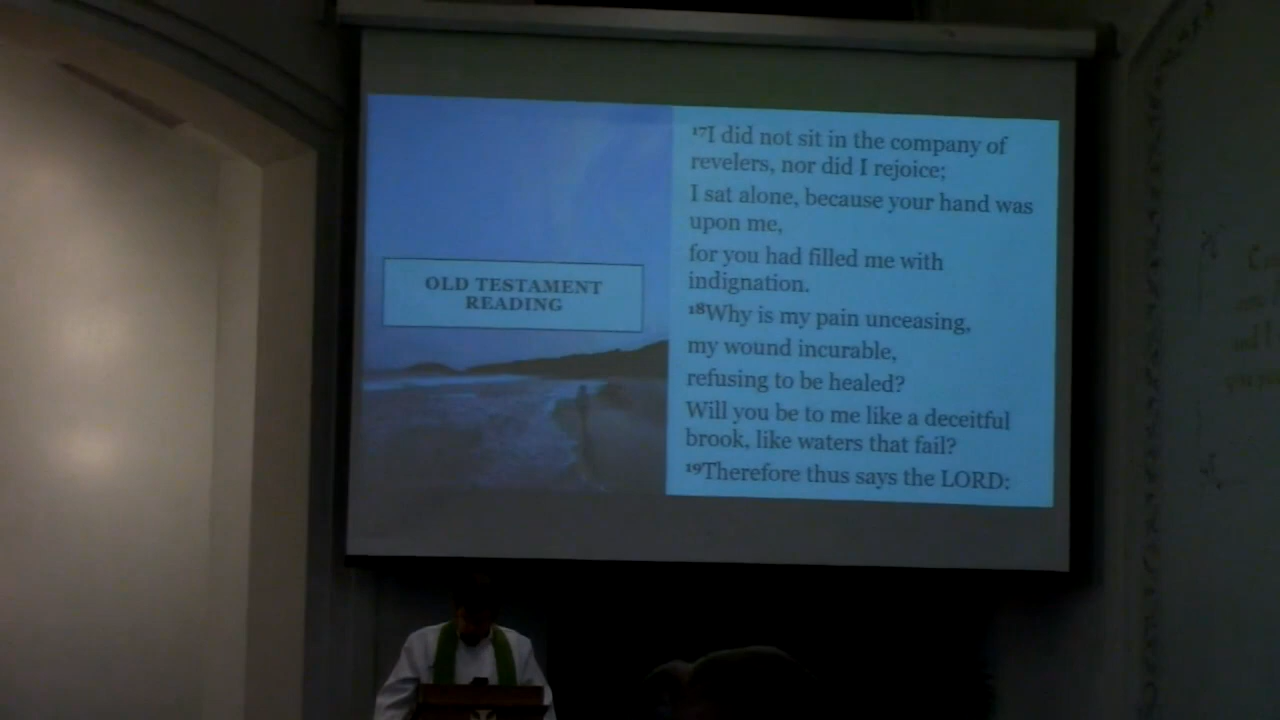 OLD TESTAMENT
READING
¹⁷I did not sit in the company of
revelers, nor did I rejoice;
I sat alone, because your hand was
upon me,
for you had filled me with
indignation.
¹⁸Why is my pain unceasing,
my wound incurable,
refusing to be healed?
Will you be to me like a deceitful
brook, like waters that fail?
¹⁹Therefore thus says the LORD: